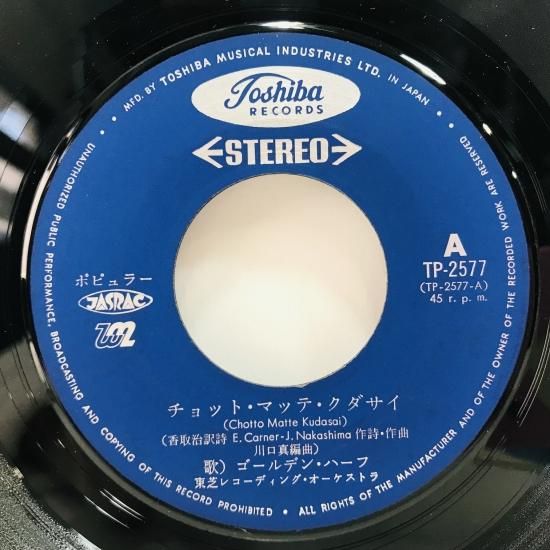 MFD. BY TOSHIBA MUSICAL INDUSTRIES LTD. IN JAPAN
Toshiba
RECORDS
STEREO
A
TP-2577
(TP-2577-A)
45 r.p.m.
ポピュラー
JASRAC
チョット・マッテ・クダサイ
(Chotto Matte Kudasai)
(香取治訳詩 E. Carner-J. Nakashima 作詩・作曲
川口真編曲
歌) ゴールデン・ハーフ
東芝レコーディング・オーケストラ
UNAUTHORIZED PUBLIC PERFORMANCE, BROADCASTING AND COPYING OF THIS RECORD PROHIBITED • ALL RIGHTS OF THE MANUFACTURER AND OF THE OWNER OF THE RECORDED WORK ARE RESERVED